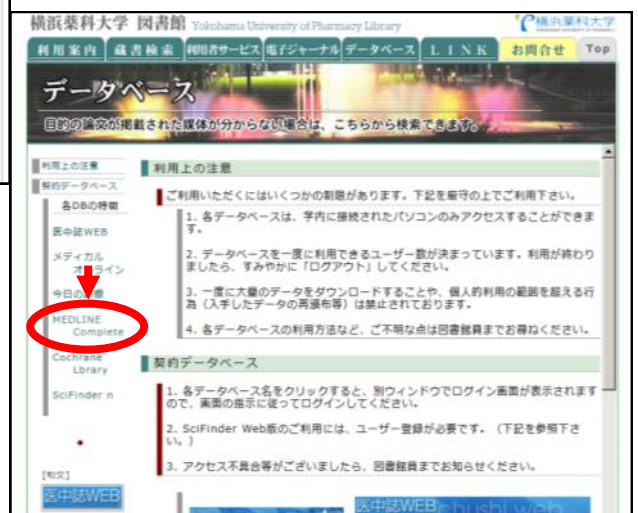 横浜薬科大学 図書館 Yokohama University of Pharmacy Library
横浜薬科大学
利用案内 蔵書検索 利用者サービス 電子ジャーナル データベース LINK お問合せ Top
データベース
目的の論文が掲載された媒体が分からない場合は、こちらから検索できます。
利用上の注意
契約データベース
各DBの特徴
医中誌WEB
メディカル
オンライン
今日の診療
MEDLINE
Complete
Cochrane
Library
SciFinder n
[和文]
医中誌WEB
利用上の注意
ご利用いただくにはいくつかの制限があります。下記を厳守の上でご利用下さい。
1. 各データベースは、学内に接続されたパソコンのみアクセスすることができま
す。
2. データベースを一度に利用できるユーザー数が決まっています。利用が終わり
ましたら、すみやかに「ログアウト」してください。
3. 一度に大量のデータをダウンロードすることや、個人的利用の範囲を超える行
為（入手したデータの再頒布等）は禁止されております。
4. 各データベースの利用方法など、ご不明な点は図書館員までお尋ねください。
契約データベース
1. 各データベース名をクリックすると、別ウィンドウでログイン画面が表示されます
ので、画面の指示に従ってログインしてください。
2. SciFinder Web版のご利用には、ユーザー登録が必要です。（下記を参照下さ
い。）
3. アクセス不具合等がございましたら、図書館員までお知らせください。
医中誌WEB